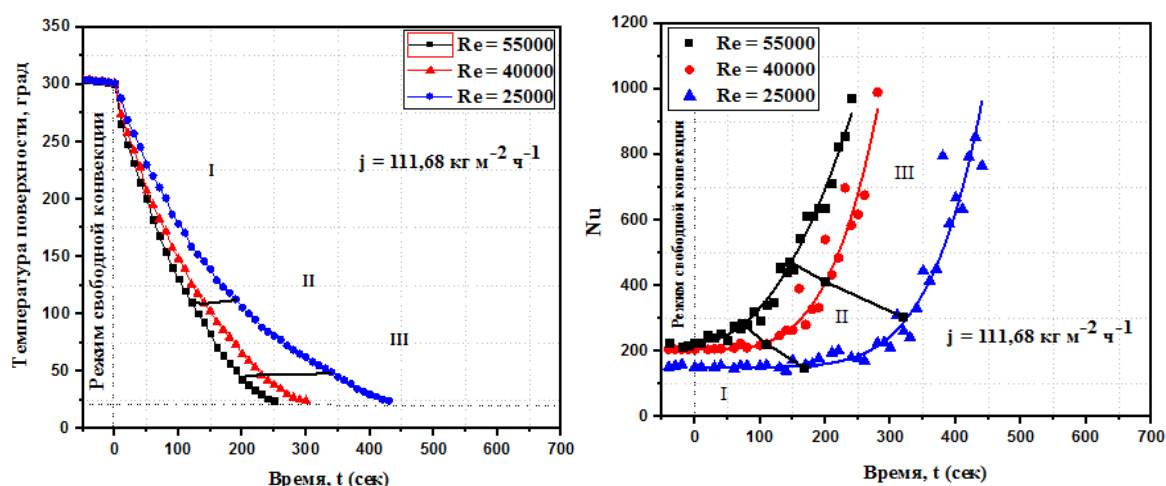 350
300
250
200
150
100
50
0
Температура поверхности, град
Режим свободной конвекции
Re = 55000
Re = 40000
Re = 25000
I
j = 111,68 кг м⁻² ч⁻¹
II
III
0 100 200 300 400 500 600 700
Время, t (сек)
1200
1000
800
600
400
200
0
Nu
Режим свободной конвекции
Re = 55000
Re = 40000
Re = 25000
III
II
j = 111,68 кг м⁻² ч⁻¹
I
0 100 200 300 400 500 600 700
Время, t (сек)